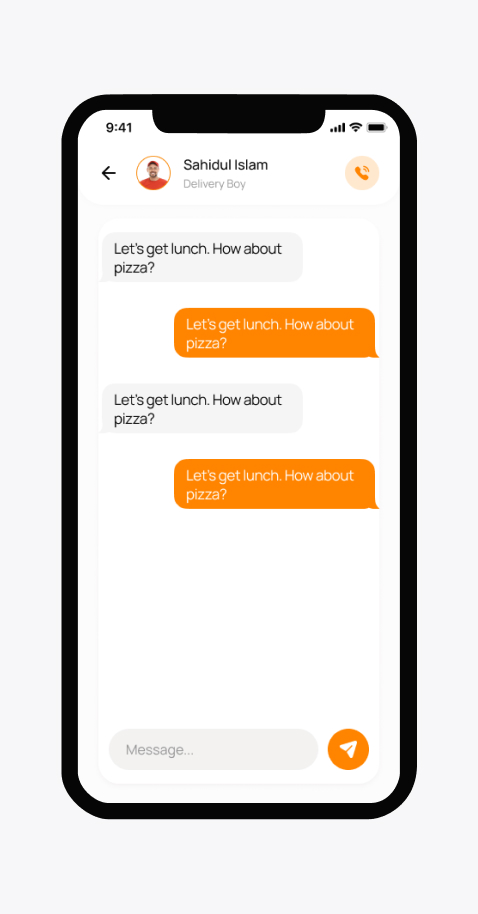 9:41
Sahidul Islam
Delivery Boy
Let's get lunch. How about
pizza?
Let's get lunch. How about
pizza?
Let's get lunch. How about
pizza?
Let's get lunch. How about
pizza?
Message...